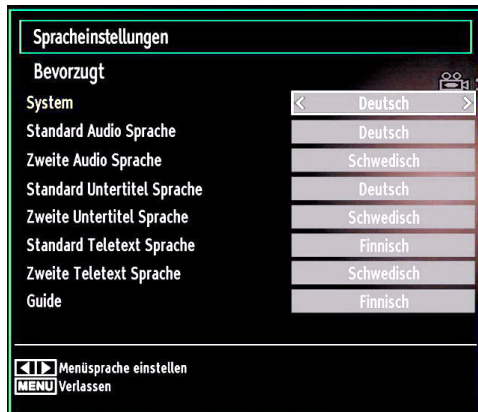 Spracheinstellungen
Bevorzugt
System < Deutsch >
Standard Audio Sprache Deutsch
Zweite Audio Sprache Schwedisch
Standard Untertitel Sprache Deutsch
Zweite Untertitel Sprache Schwedisch
Standard Teletext Sprache Finnisch
Zweite Teletext Sprache Schwedisch
Guide Finnisch
Menüsprache einstellen
MENU Verlassen